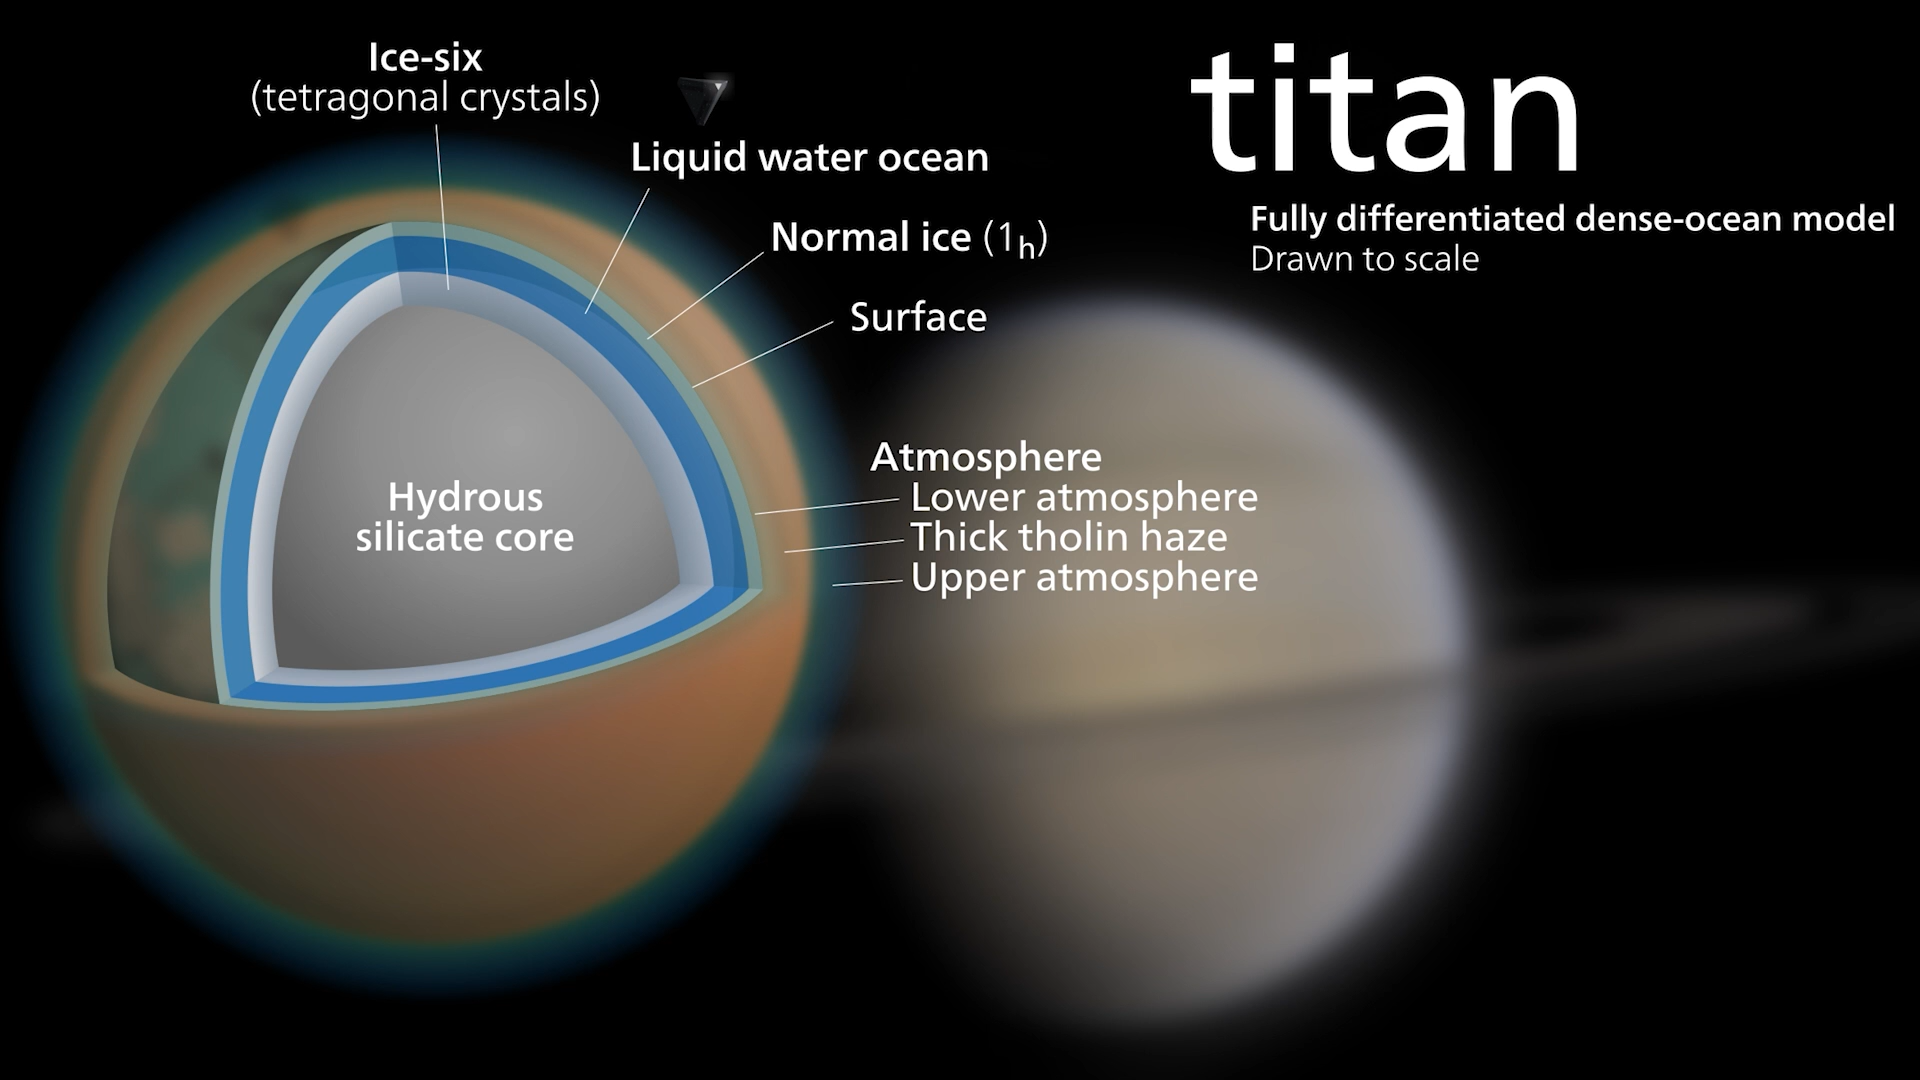 titan
Fully differentiated dense-ocean model
Drawn to scale
Ice-six
(tetragonal crystals)
Liquid water ocean
Normal ice (1h)
Surface
Atmosphere
Lower atmosphere
Thick tholin haze
Upper atmosphere
Hydrous
silicate core